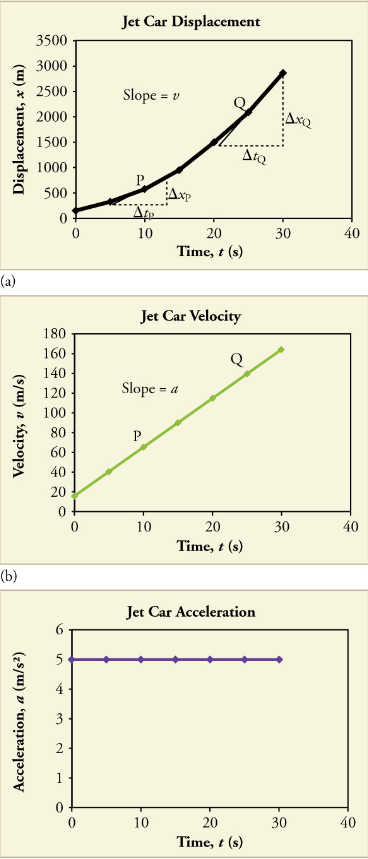 Jet Car Displacement
3500
3000
2500
2000
1500
1000
500
0
Displacement, x (m)
Slope = v
P
Q
Δx_P
Δt_P
Δx_Q
Δt_Q
0 10 20 30 40
Time, t (s)
(a)
Jet Car Velocity
180
160
140
120
100
80
60
40
20
0
Velocity, v (m/s)
Slope = a
P
Q
0 10 20 30 40
Time, t (s)
(b)
Jet Car Acceleration
6
5
4
3
2
1
0
Acceleration, a (m/s²)
0 10 20 30 40
Time, t (s)